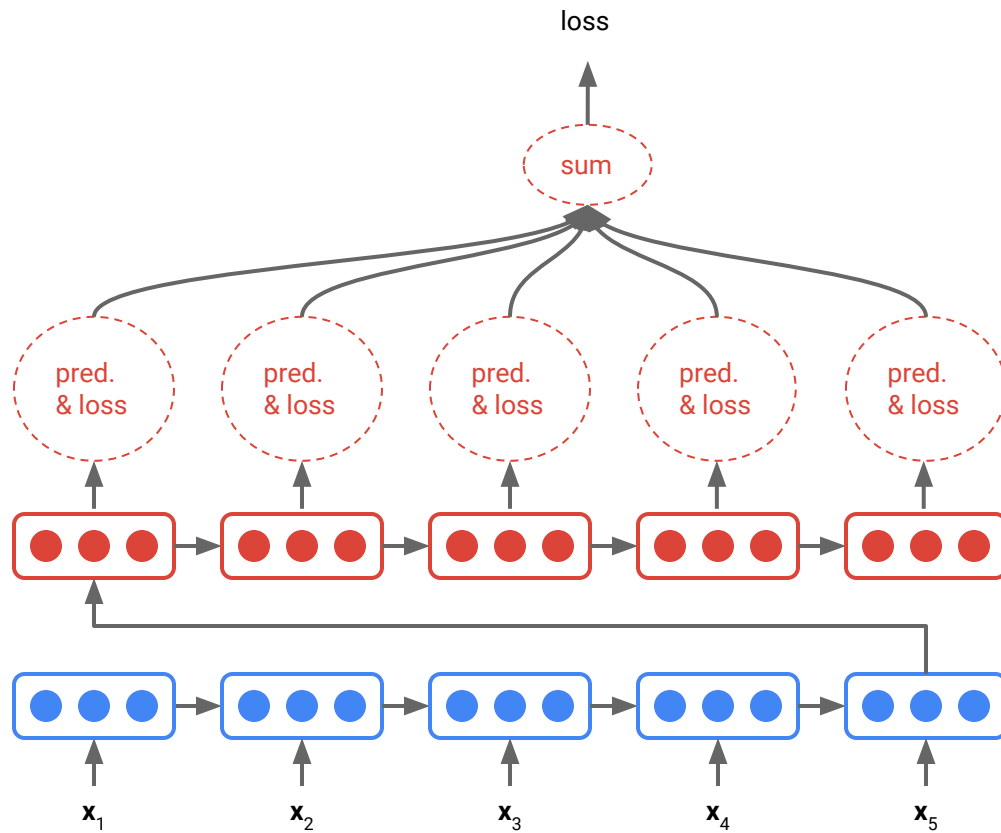 loss
sum
pred. pred. pred. pred. pred.
& loss & loss & loss & loss & loss
x₁ x₂ x₃ x₄ x₅